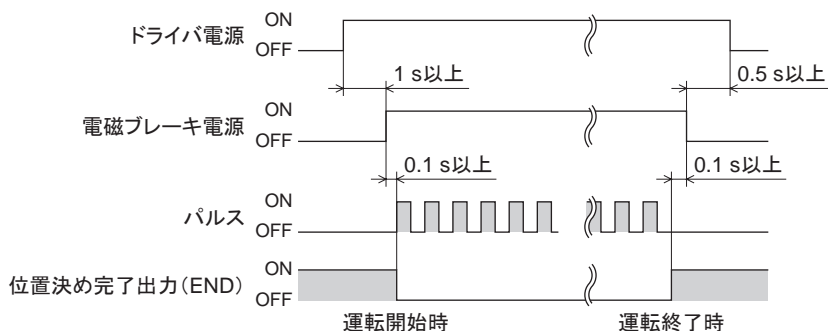 ON
ドライバ電源
OFF
1 s以上
0.5 s以上
ON
電磁ブレーキ電源
OFF
0.1 s以上
0.1 s以上
ON
パルス
OFF
ON
位置決め完了出力(END)
OFF
運転開始時
運転終了時